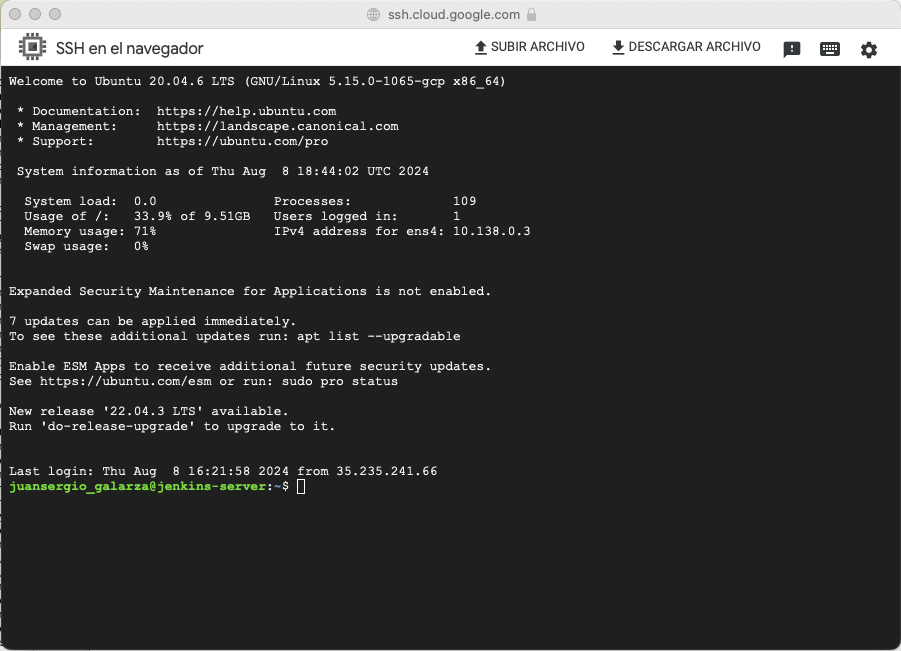 ssh.cloud.google.com
SSH en el navegador
SUBIR ARCHIVO
DESCARGAR ARCHIVO
Welcome to Ubuntu 20.04.6 LTS (GNU/Linux 5.15.0-1065-gcp x86_64)
* Documentation:  https://help.ubuntu.com
* Management:     https://landscape.canonical.com
* Support:        https://ubuntu.com/pro
System information as of Thu Aug  8 18:44:02 UTC 2024
System load:  0.0               Processes:             109
Usage of /:   33.9% of 9.51GB   Users logged in:       1
Memory usage: 71%               IPv4 address for ens4: 10.138.0.3
Swap usage:   0%
Expanded Security Maintenance for Applications is not enabled.
7 updates can be applied immediately.
To see these additional updates run: apt list --upgradable
Enable ESM Apps to receive additional future security updates.
See https://ubuntu.com/esm or run: sudo pro status
New release '22.04.3 LTS' available.
Run 'do-release-upgrade' to upgrade to it.
Last login: Thu Aug  8 16:21:58 2024 from 35.235.241.66
juansergio_galarza@jenkins-server:~$